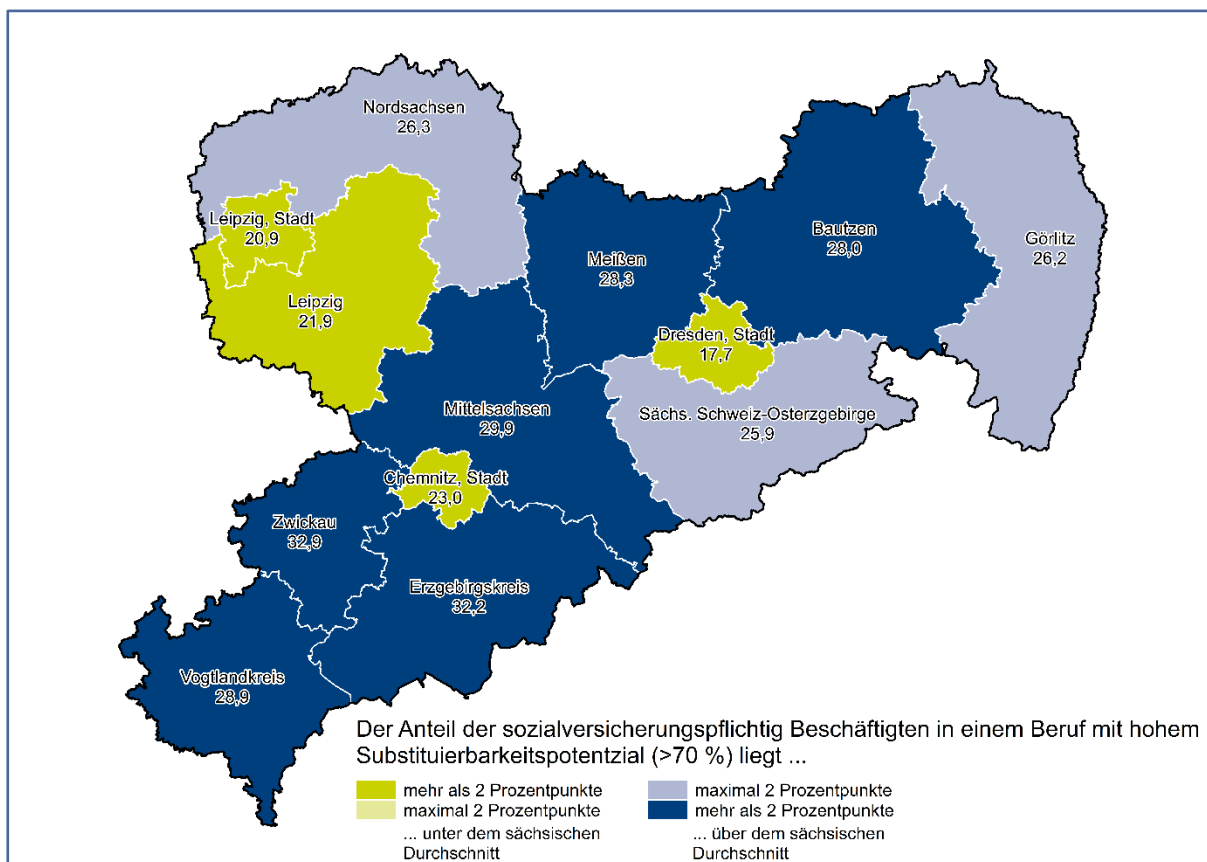 Nordsachsen
26,3
Leipzig, Stadt
20,9
Leipzig
21,9
Meißen
28,3
Bautzen
28,0
Görlitz
26,2
Dresden, Stadt
17,7
Mittelsachsen
29,9
Sächs. Schweiz-Osterzgebirge
25,9
Chemnitz, Stadt
23,0
Zwickau
32,9
Erzgebirgskreis
32,2
Vogtlandkreis
28,9
Der Anteil der sozialversicherungspflichtig Beschäftigten in einem Beruf mit hohem
Substituierbarkeitspotentzial (>70 %) liegt ...
mehr als 2 Prozentpunkte
maximal 2 Prozentpunkte
... unter dem sächsischen
Durchschnitt
maximal 2 Prozentpunkte
mehr als 2 Prozentpunkte
... über dem sächsischen
Durchschnitt